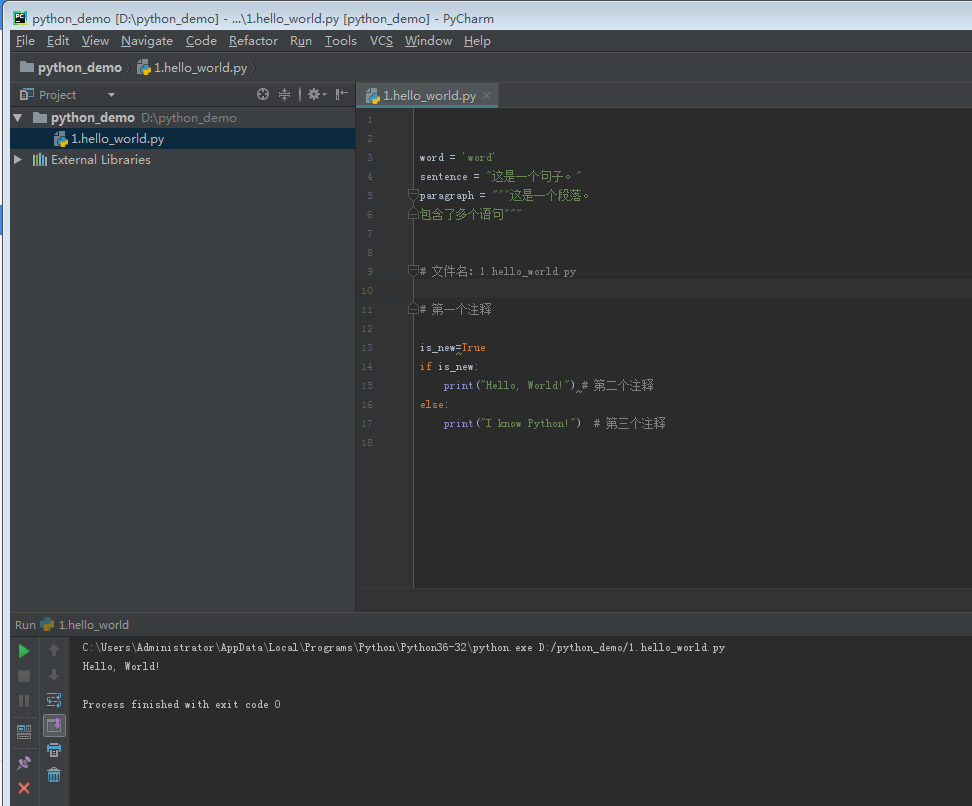 python_demo [D:\python_demo] - ...\1.hello_world.py [python_demo] - PyCharm
File Edit View Navigate Code Refactor Run Tools VCS Window Help
python_demo 1.hello_world.py
Project
1.hello_world.py
python_demo D:\python_demo
1.hello_world.py
External Libraries
1
2
3 word = 'word'
4 sentence = "这是一个句子。"
5 paragraph = """这是一个段落。
6 包含了多个语句"""
7
8
9 # 文件名：1.hello_world.py
10
11 # 第一个注释
12
13 is_new=True
14 if is_new:
15 print("Hello, World!") # 第二个注释
16 else:
17 print("I know Python!") # 第三个注释
18
Run 1.hello_world
C:\Users\Administrator\AppData\Local\Programs\Python\Python36-32\python.exe D:/python_demo/1.hello_world.py
Hello, World!
Process finished with exit code 0